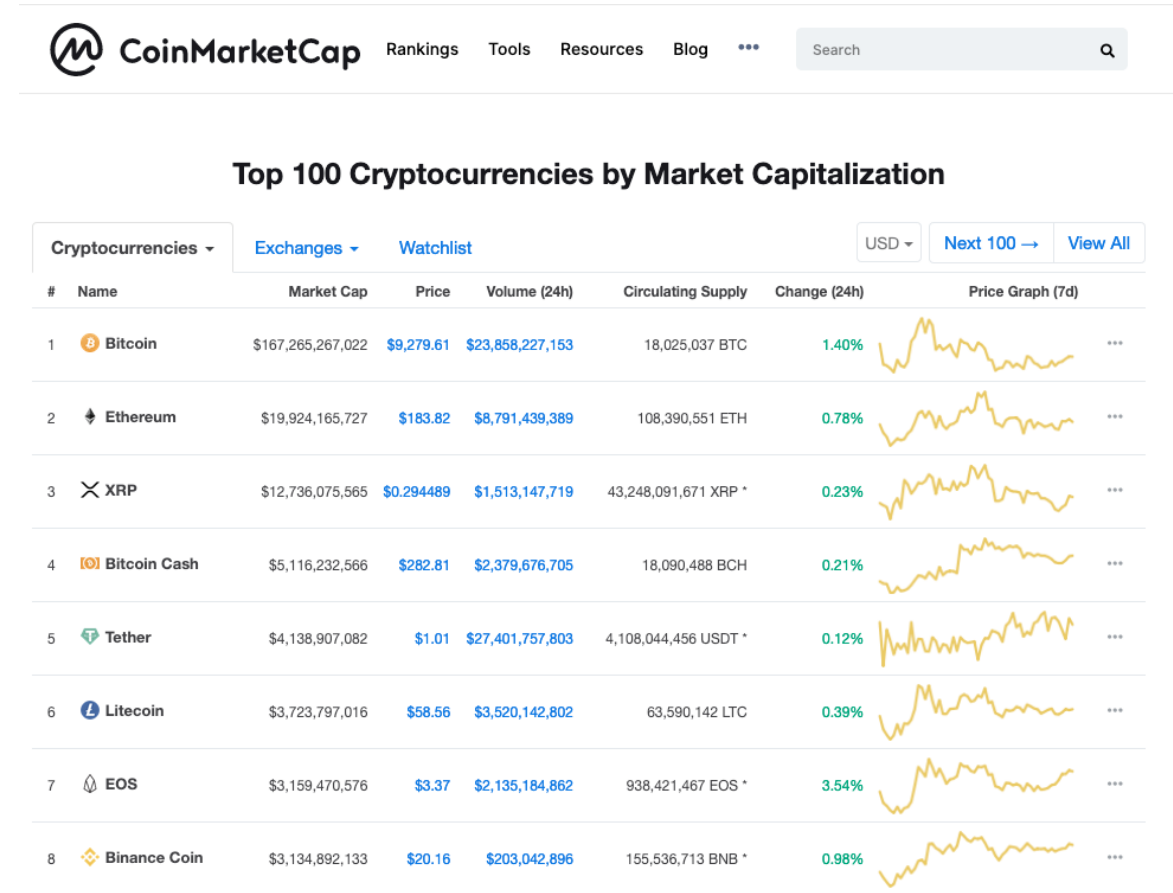 CoinMarketCap Rankings Tools Resources Blog ••• Search
Top 100 Cryptocurrencies by Market Capitalization
Cryptocurrencies Exchanges Watchlist USD Next 100 → View All
# Name Market Cap Price Volume (24h) Circulating Supply Change (24h) Price Graph (7d)
1 Bitcoin $167,265,267,022 $9,279.61 $23,858,227,153 18,025,037 BTC 1.40%
2 Ethereum $19,924,165,727 $183.82 $8,791,439,389 108,390,551 ETH 0.78%
3 XRP $12,736,075,565 $0.294489 $1,513,147,719 43,248,091,671 XRP * 0.23%
4 Bitcoin Cash $5,116,232,566 $282.81 $2,379,676,705 18,090,488 BCH 0.21%
5 Tether $4,138,907,082 $1.01 $27,401,757,803 4,108,044,456 USDT * 0.12%
6 Litecoin $3,723,797,016 $58.56 $3,520,142,802 63,590,142 LTC 0.39%
7 EOS $3,159,470,576 $3.37 $2,135,184,862 938,421,467 EOS * 3.54%
8 Binance Coin $3,134,892,133 $20.16 $203,042,896 155,536,713 BNB * 0.98%